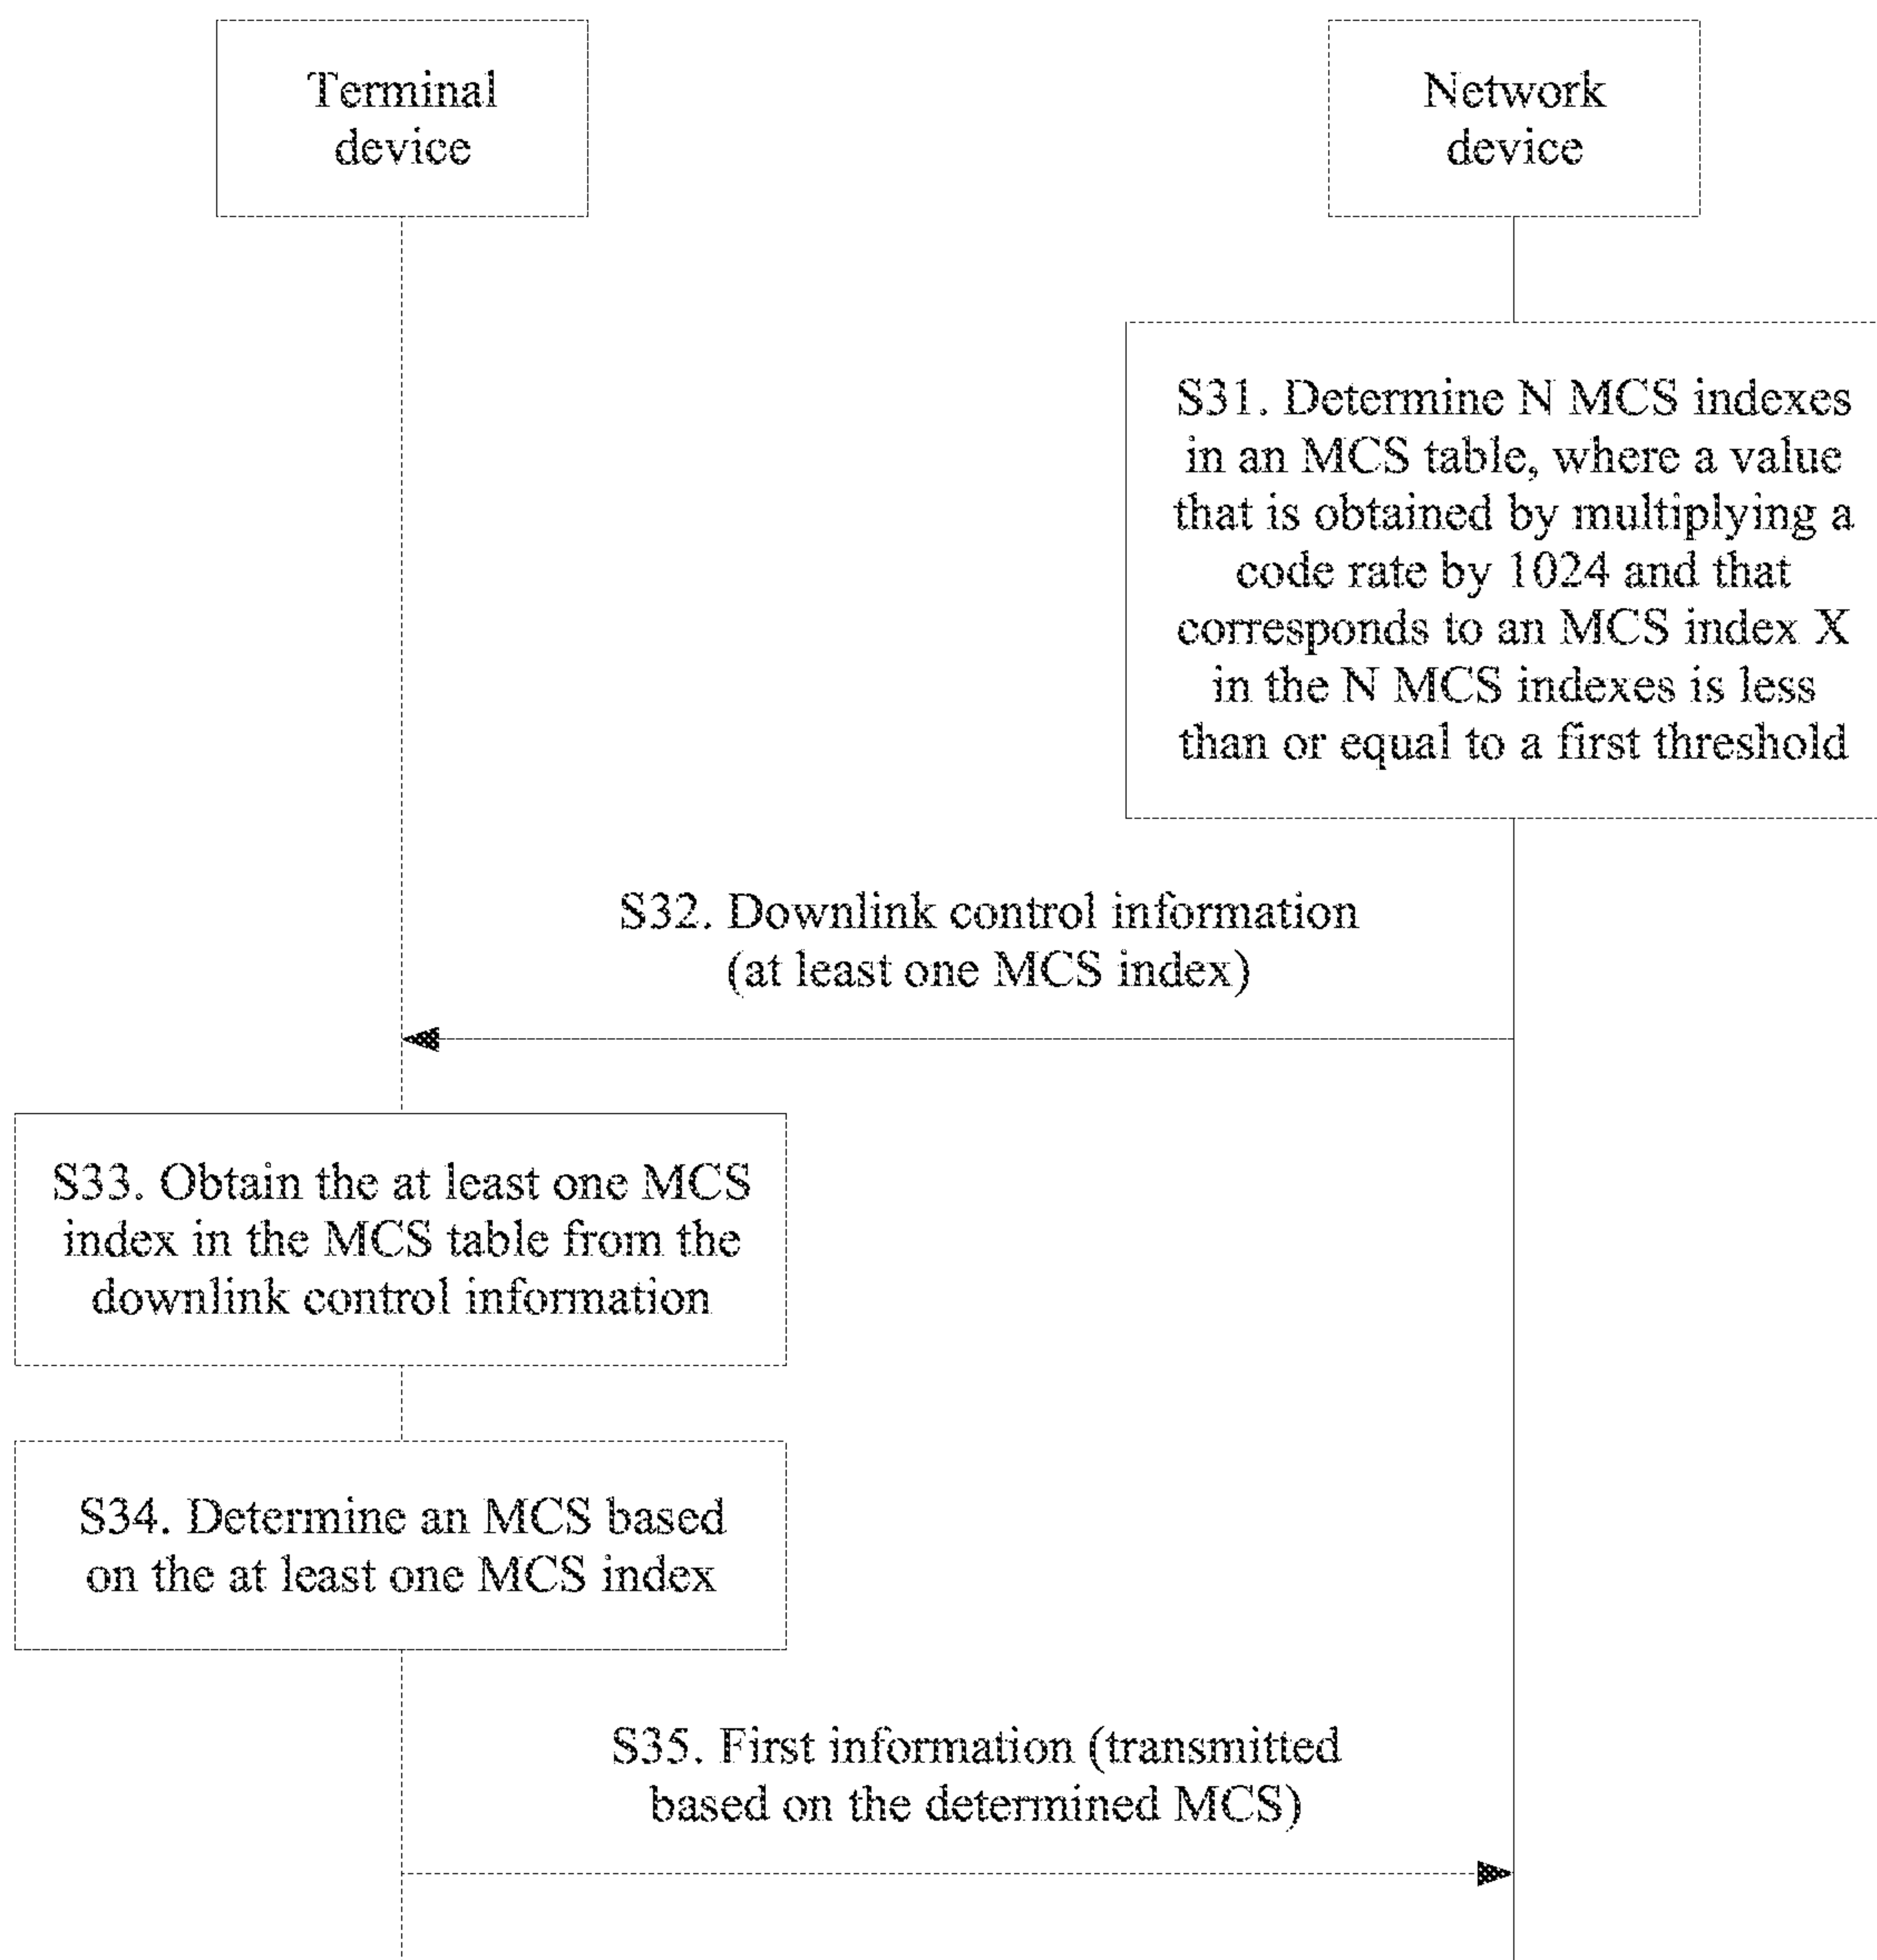 Terminal
device
Network
device
S31. Determine N MCS indexes
in an MCS table, where a value
that is obtained by multiplying a
code rate by 1024 and that
corresponds to an MCS index X
in the N MCS indexes is less
than or equal to a first threshold
S32. Downlink control information
(at least one MCS index)
S33. Obtain the at least one MCS
index in the MCS table from the
downlink control information
S34. Determine an MCS based
on the at least one MCS index
S35. First information (transmitted
based on the determined MCS)